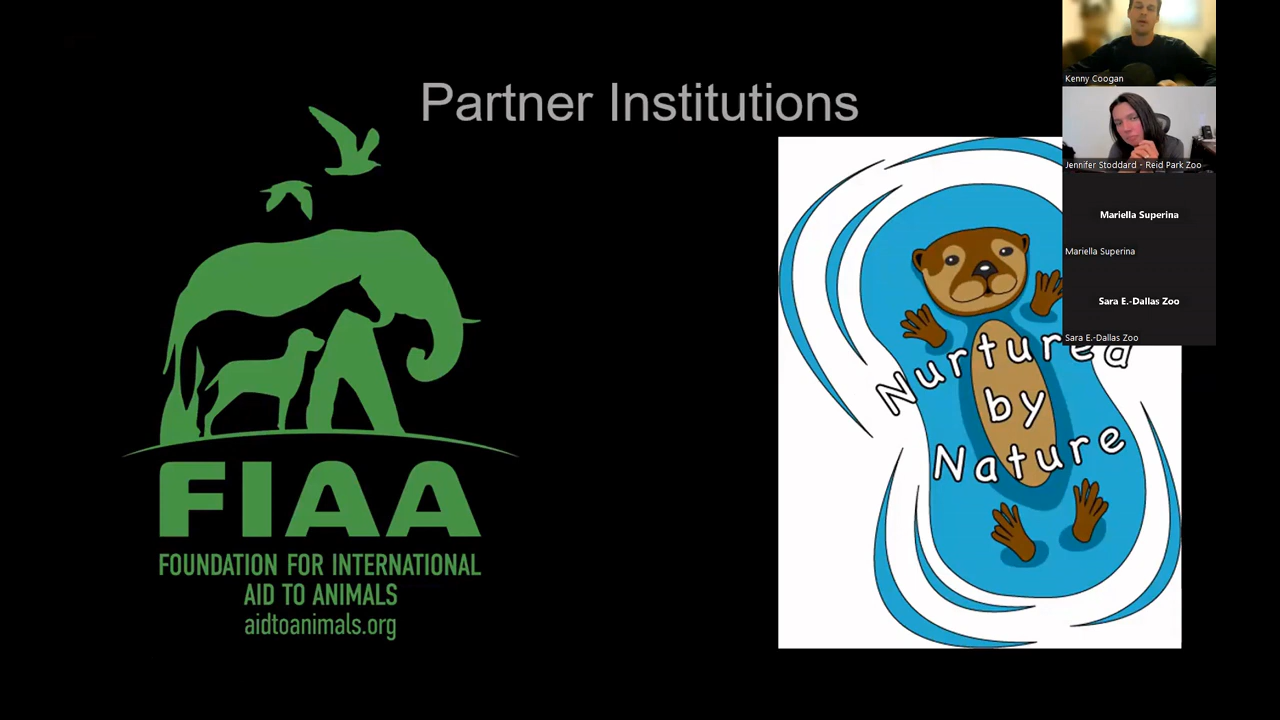 Partner Institutions
FIAA
FOUNDATION FOR INTERNATIONAL
AID TO ANIMALS
aidtoanimals.org
Nurtured
by
Nature
Kenny Coogan
Jennifer Stoddard - Reid Park Zoo
Mariella Superina
Mariella Superina
Sara E.-Dallas Zoo
Sara E.-Dallas Zoo